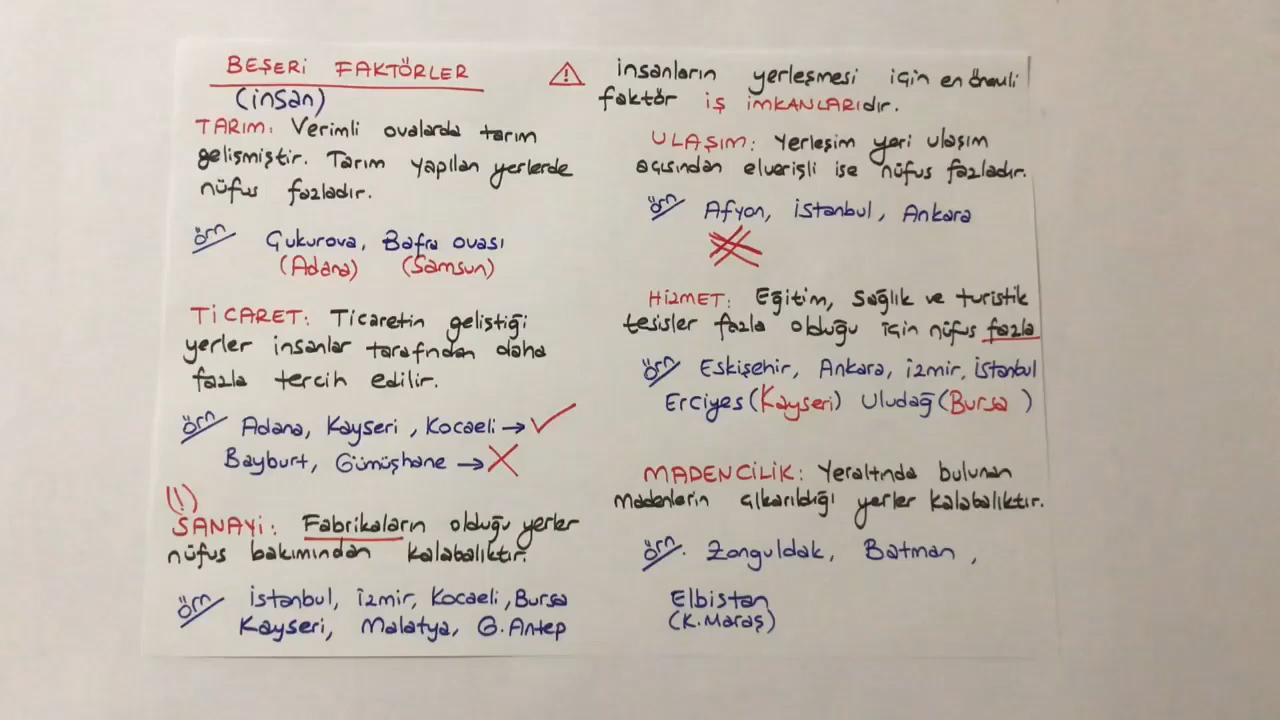 BEŞERİ FAKTÖRLER
(insan)
TARIM: Verimli ovalarda tarım
gelişmiştir. Tarım yapılan yerlerde
nüfus fazladır.
örn Çukurova, Bafra ovası
(Adana) (Samsun)
TİCARET: Ticaretin geliştiği
yerler insanlar tarafından daha
fazla tercih edilir.
örn Adana, Kayseri, Kocaeli → ✓
Bayburt, Gümüşhane → X
(!)
SANAYİ: Fabrikaların olduğu yerler
nüfus bakımından kalabalıktır.
örn İstanbul, İzmir, Kocaeli, Bursa
Kayseri, Malatya, G.Antep
⚠ insanların yerleşmesi için en önemli
faktör İŞ İMKANLARIdır.
ULAŞIM: Yerleşim yeri ulaşım
açısından elverişli ise nüfus fazladır.
örn Afyon, İstanbul, Ankara
HİZMET: Eğitim, Sağlık ve turistik
tesisler fazla olduğu için nüfus fazla
örn Eskişehir, Ankara, İzmir, İstanbul
Erciyes (Kayseri) Uludağ (Bursa)
MADENCİLİK: Yeraltında bulunan
madenlerin çıkarıldığı yerler kalabalıktır.
örn. Zonguldak, Batman,
Elbistan
(K.Maraş)